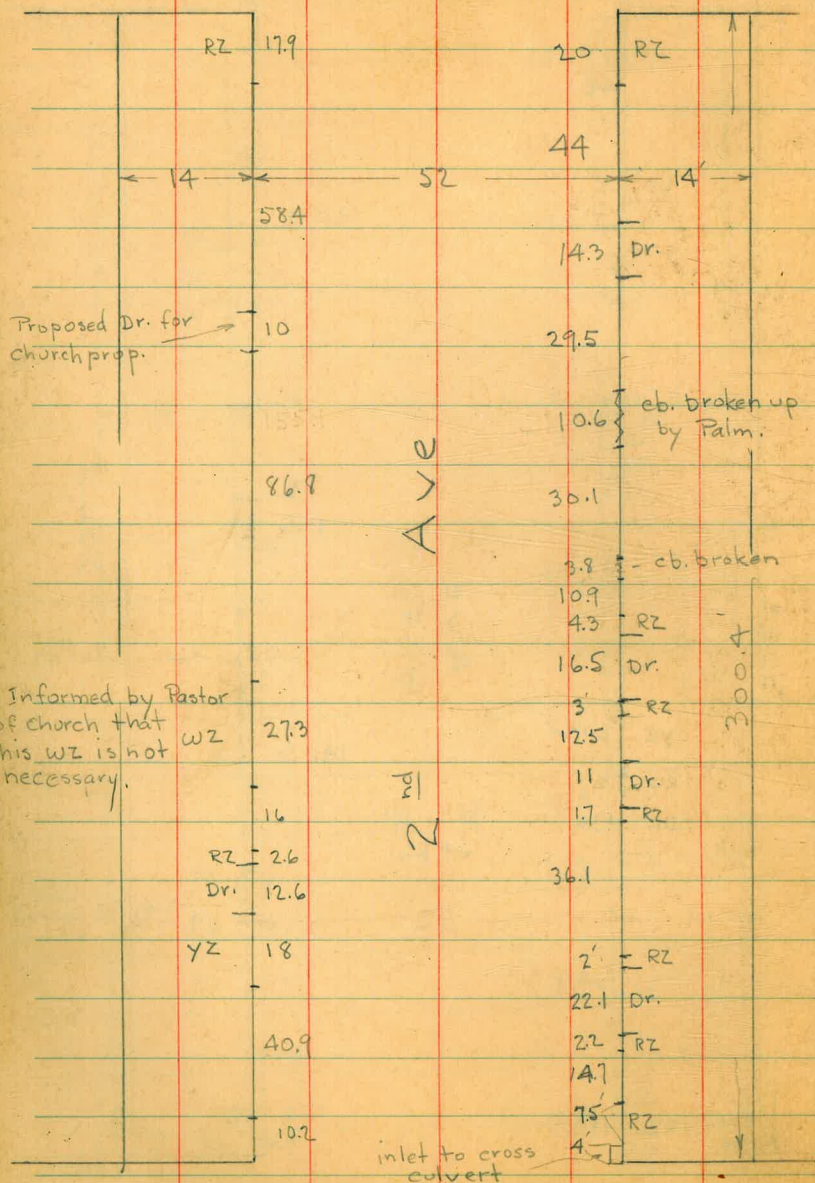 RZ 17.9
20 RZ
44
14 52 14'
58.4
14.3 Dr.
Proposed Dr. for
church prop.
10
29.5
10.6 cb. broken up
by Palm.
86.8
30.1
3.8 - cb. broken
10.9
4.3 RZ
16.5 Dr.
300.4
Informed by Pastor
of church that
this WZ is not
necessary.
WZ 27.3
3' RZ
12.5
11 Dr.
1.7 RZ
16
RZ 2.6
Dr. 12.6
36.1
YZ 18
2' RZ
22.1 Dr.
40.9
2.2 RZ
14.7
7.5' RZ
10.2
4'
inlet to cross
culvert
2nd Ave